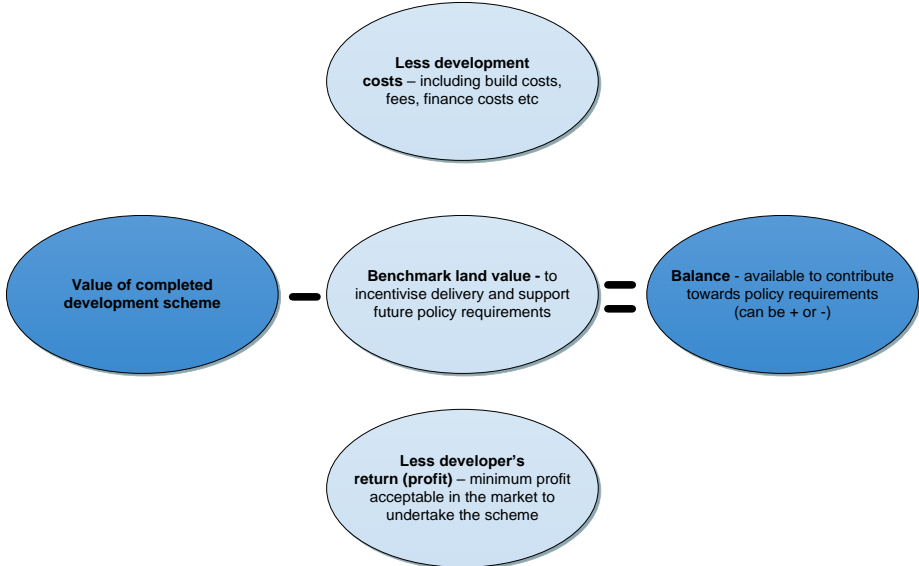 Less development
costs – including build costs,
fees, finance costs etc
Value of completed
development scheme
Benchmark land value - to
incentivise delivery and support
future policy requirements
Balance - available to contribute
towards policy requirements
(can be + or -)
Less developer's
return (profit) – minimum profit
acceptable in the market to
undertake the scheme